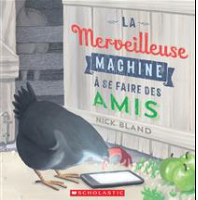 LA
Merveilleuse
MACHINE
À SE FAIRE DES
AMIS
NICK BLAND
SCHOLASTIC